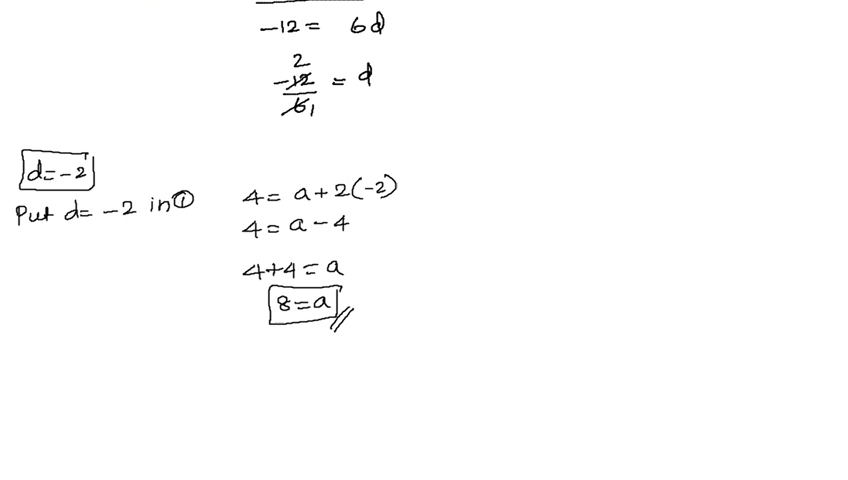 -12 = 6d
2
-12/6 1 = d
d = -2
Put d = -2 in ①
4 = a + 2(-2)
4 = a - 4
4+4 = a
8 = a